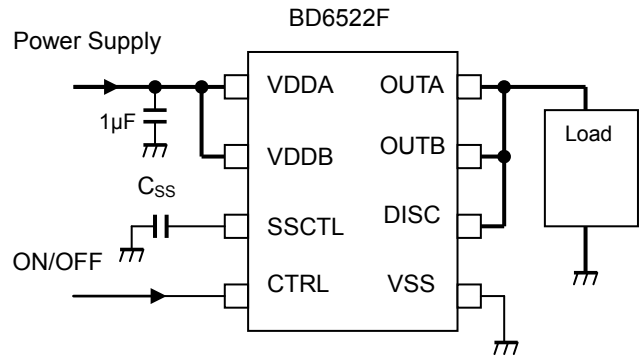 BD6522F
Power Supply
VDDA
OUTA
1µF
VDDB
OUTB
Load
CSS
SSCTL
DISC
ON/OFF
CTRL
VSS